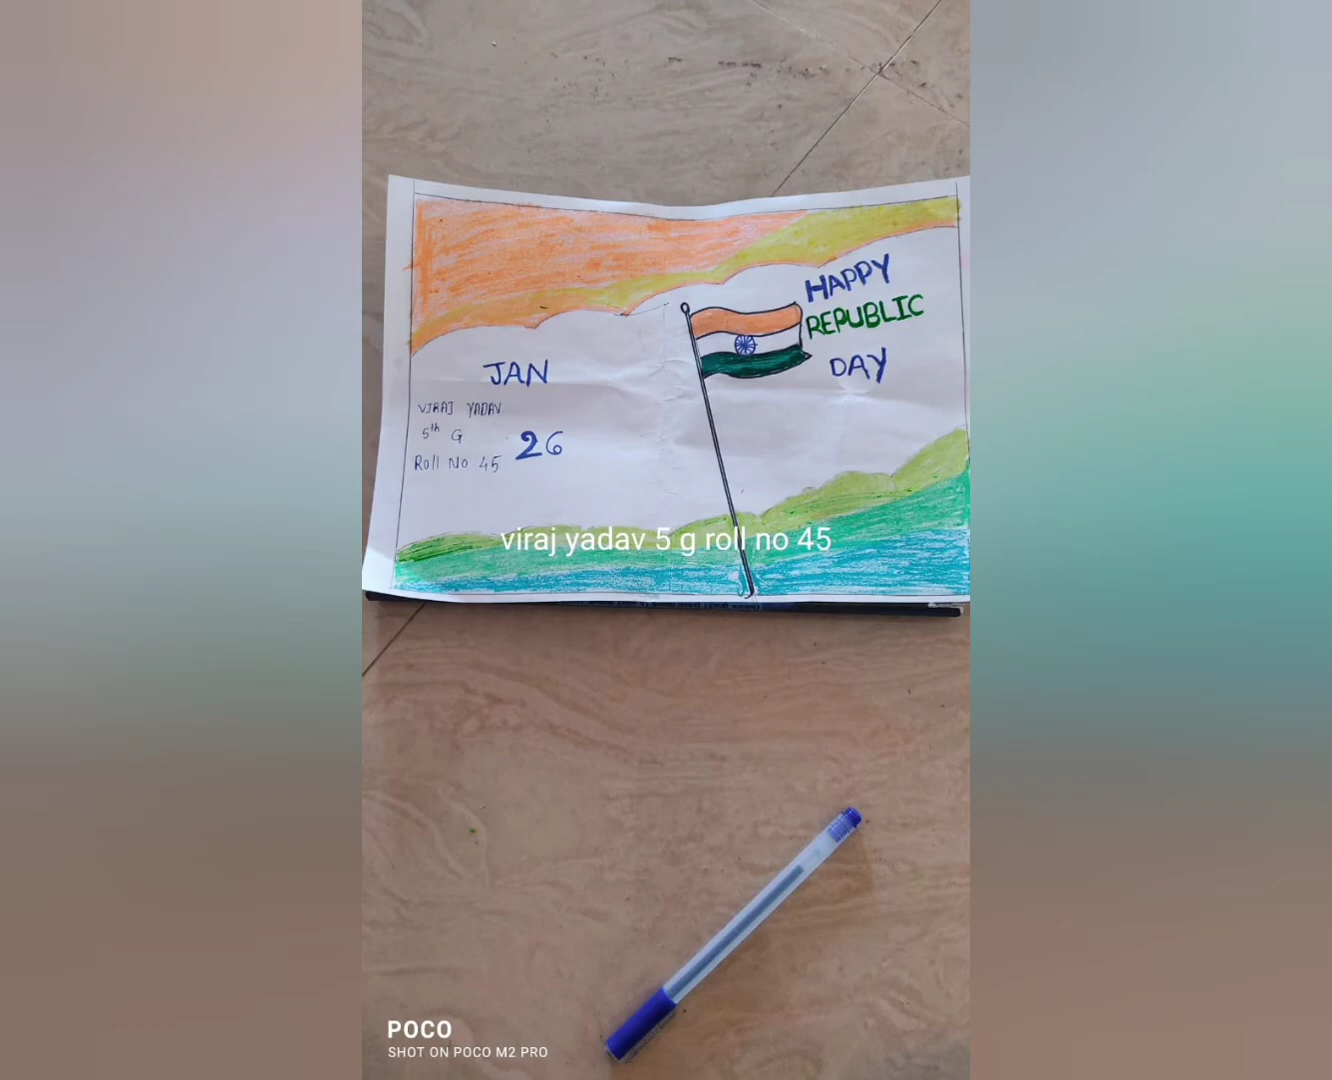 HAPPY
REPUBLIC
DAY
JAN
26
VIRAJ YADAV
5th G
Roll No. 45
viraj yadav 5 g roll no 45
POCO
SHOT ON POCO M2 PRO